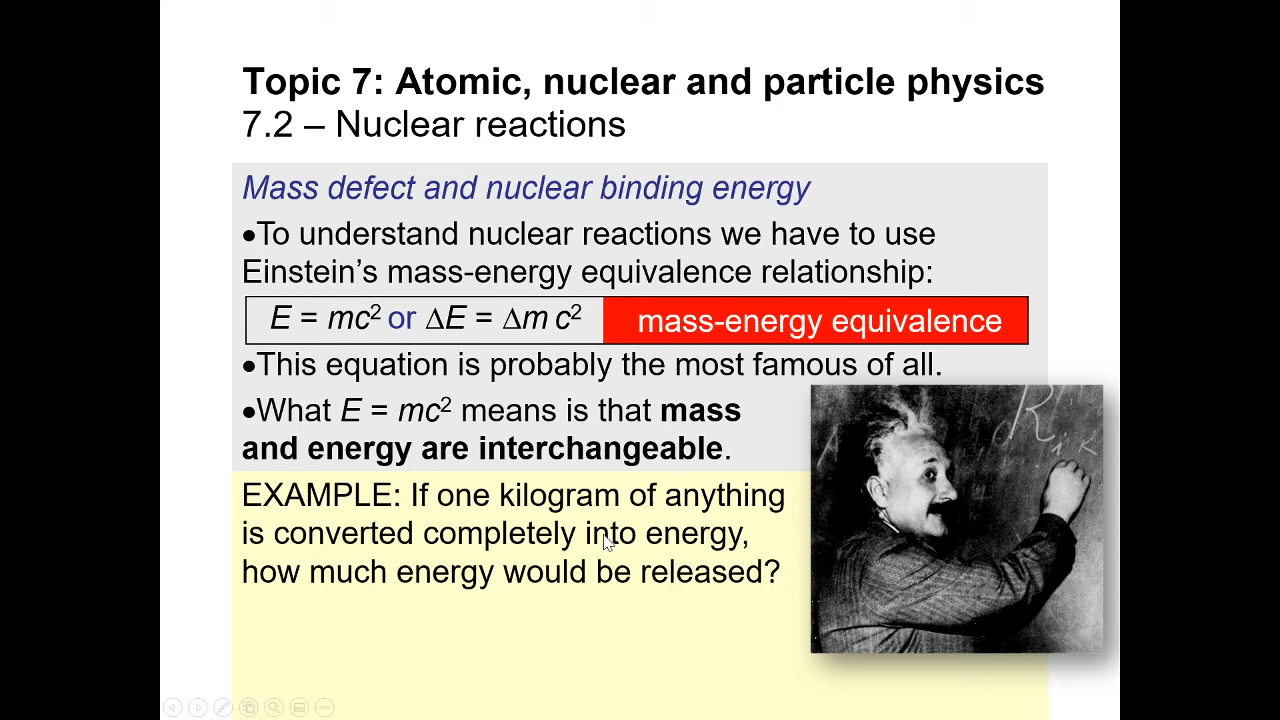 Topic 7: Atomic, nuclear and particle physics
7.2 – Nuclear reactions
Mass defect and nuclear binding energy
•To understand nuclear reactions we have to use
Einstein’s mass-energy equivalence relationship:
E = mc² or ∆E = ∆m c² mass-energy equivalence
•This equation is probably the most famous of all.
•What E = mc² means is that mass
and energy are interchangeable.
EXAMPLE: If one kilogram of anything
is converted completely into energy,
how much energy would be released?